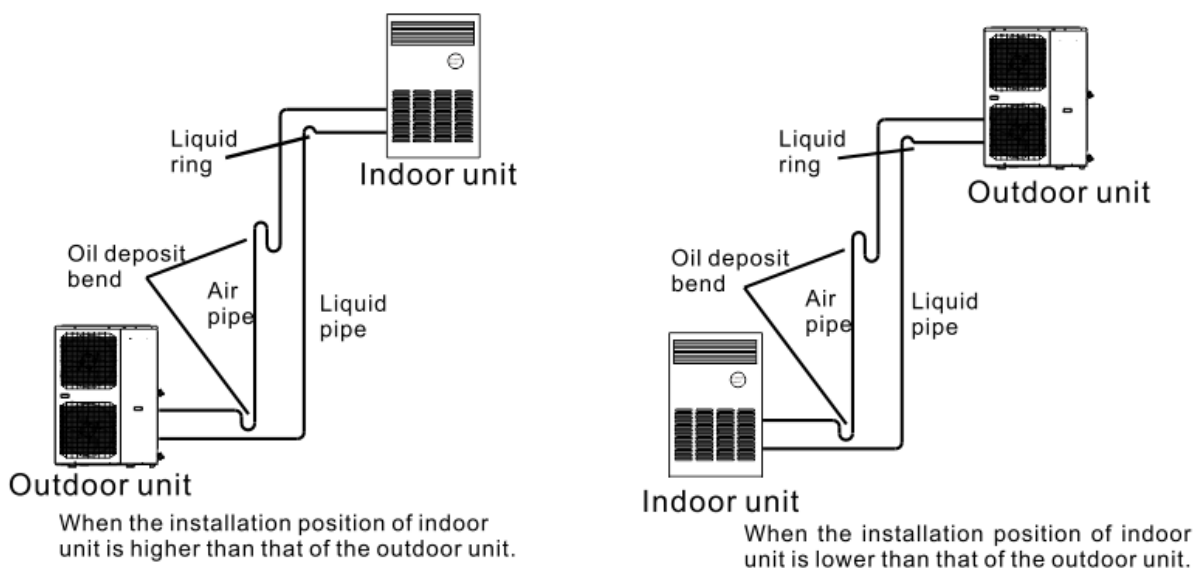 Liquid
ring
Indoor unit
Oil deposit
bend
Air
pipe
Liquid
pipe
Outdoor unit
When the installation position of indoor
unit is higher than that of the outdoor unit.
Liquid
ring
Outdoor unit
Oil deposit
bend
Air
pipe
Liquid
pipe
Indoor unit
When the installation position of indoor
unit is lower than that of the outdoor unit.